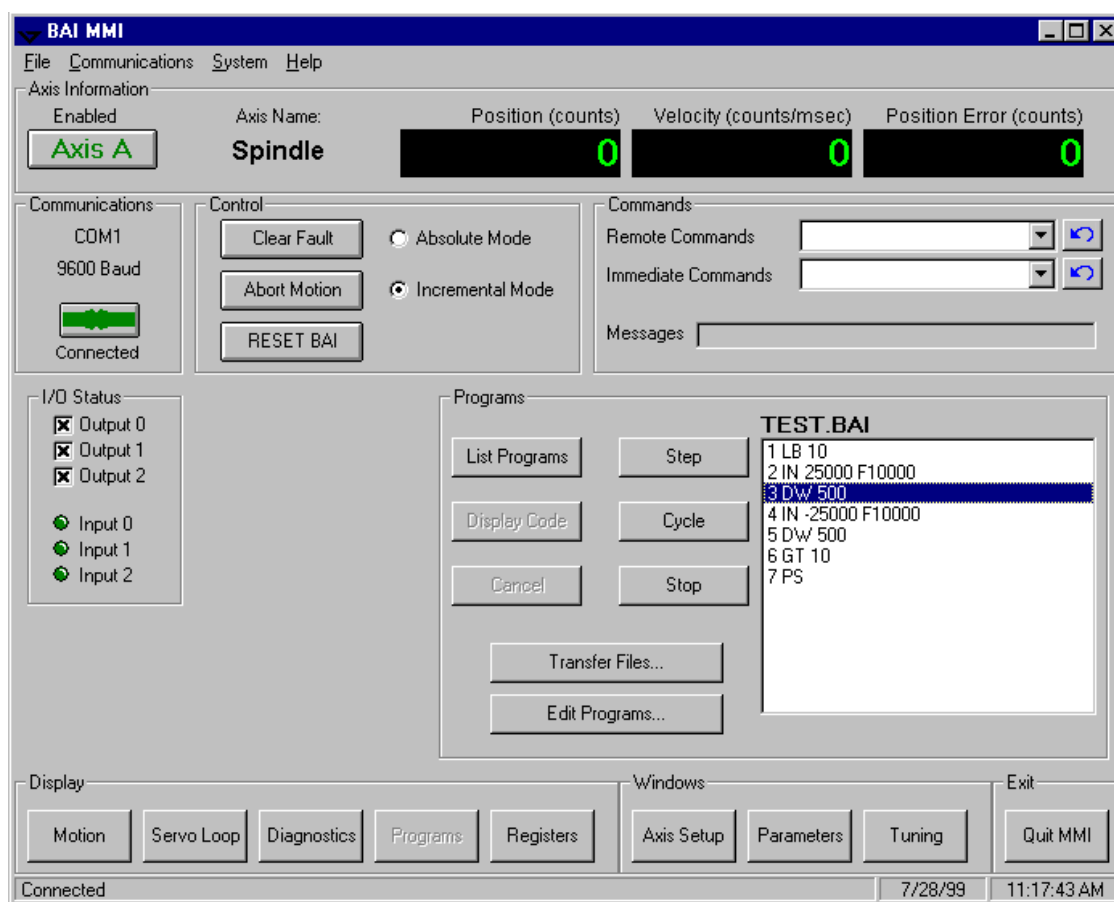 BAI MMI
File Communications System Help
Axis Information
Enabled
Axis A
Axis Name:
Spindle
Position (counts)
0
Velocity (counts/msec)
0
Position Error (counts)
0
Communications
COM1
9600 Baud
Connected
Control
Clear Fault
Abort Motion
RESET BAI
Absolute Mode
Incremental Mode
Commands
Remote Commands
Immediate Commands
Messages
I/O Status
Output 0
Output 1
Output 2
Input 0
Input 1
Input 2
Programs
List Programs
Display Code
Cancel
Step
Cycle
Stop
Transfer Files...
Edit Programs...
TEST.BAI
1 LB 10
2 IN 25000 F10000
3 DW 500
4 IN -25000 F10000
5 DW 500
6 GT 10
7 PS
Display
Motion
Servo Loop
Diagnostics
Programs
Registers
Windows
Axis Setup
Parameters
Tuning
Exit
Quit MMI
Connected
7/28/99
11:17:43 AM